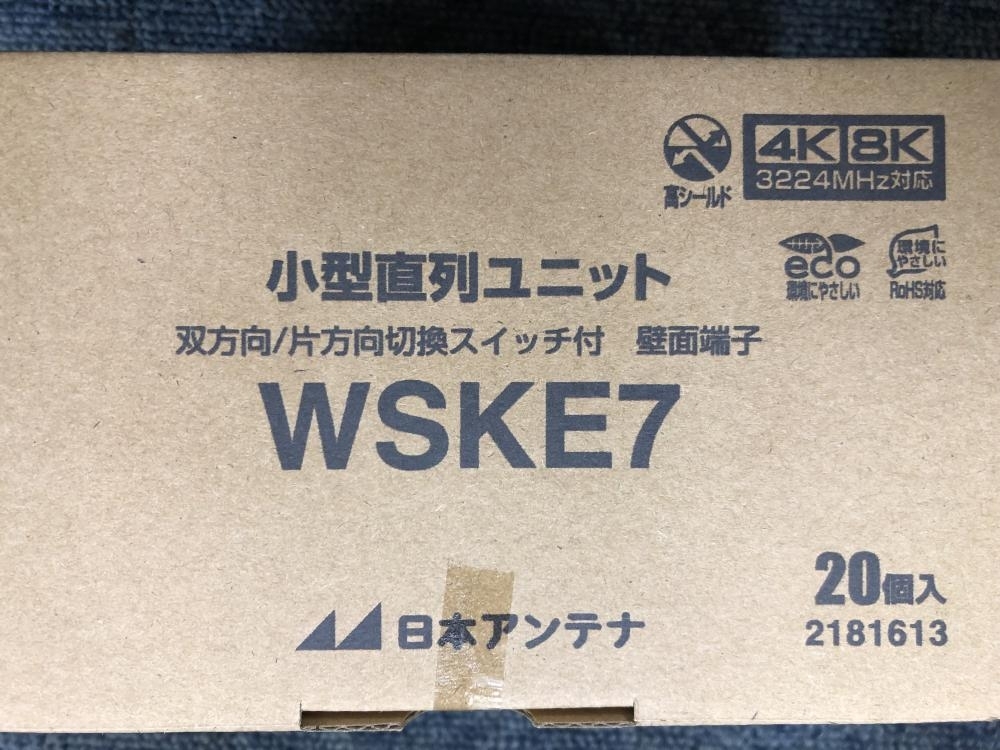 高シールド
4K 8K
3224MHz対応
eco
環境にやさしい
環境に
やさしい
RoHS対応
小型直列ユニット
双方向/片方向切換スイッチ付 壁面端子
WSKE7
20個入
2181613
日本アンテナ